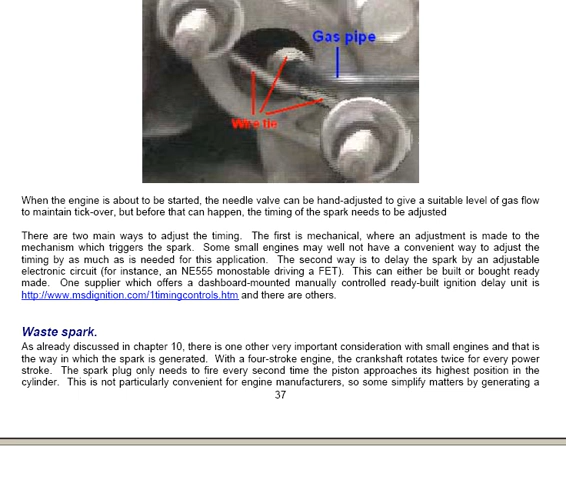 Gas pipe
Wire tie
When the engine is about to be started, the needle valve can be hand-adjusted to give a suitable level of gas flow
to maintain tick-over, but before that can happen, the timing of the spark needs to be adjusted
There are two main ways to adjust the timing. The first is mechanical, where an adjustment is made to the
mechanism which triggers the spark. Some small engines may well not have a convenient way to adjust the
timing by as much as is needed for this application. The second way is to delay the spark by an adjustable
electronic circuit (for instance, an NE555 monostable driving a FET). This can either be built or bought ready
made. One supplier which offers a dashboard-mounted manually controlled ready-built ignition delay unit is
http://www.msdignition.com/1timingcontrols.htm and there are others.
Waste spark.
As already discussed in chapter 10, there is one other very important consideration with small engines and that is
the way in which the spark is generated. With a four-stroke engine, the crankshaft rotates twice for every power
stroke. The spark plug only needs to fire every second time the piston approaches its highest position in the
cylinder. This is not particularly convenient for engine manufacturers, so some simplify matters by generating a
37